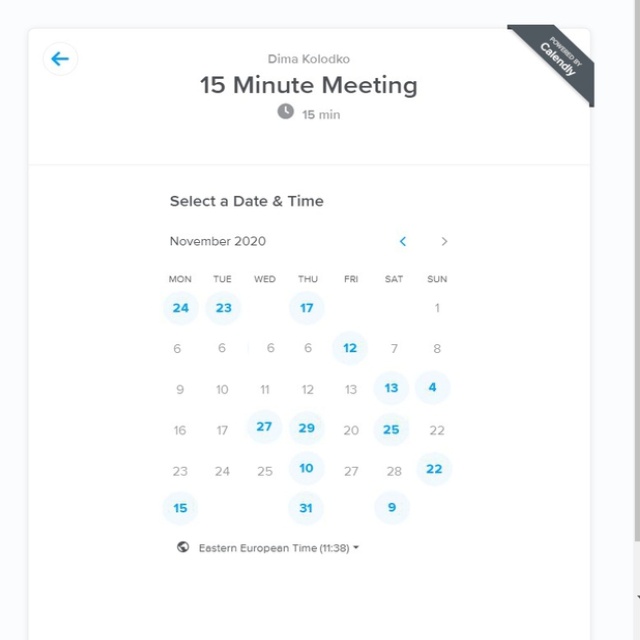 POWERED BY
Calendly
Dima Kolodko
15 Minute Meeting
15 min
Select a Date & Time
November 2020
MON TUE WED THU FRI SAT SUN
24 23 17 1
6 6 6 6 12 7 8
9 10 11 12 13 13 4
16 17 27 29 20 25 22
23 24 25 10 27 28 22
15 31 9
Eastern European Time (11:38)